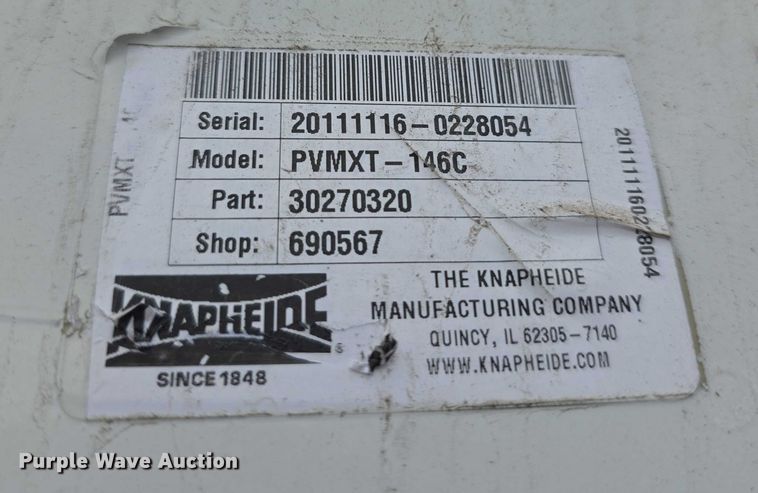 Serial: 20111116-0228054
Model: PVMXT-146C
Part: 30270320
Shop: 690567
KNAPHEIDE
SINCE 1848
THE KNAPHEIDE
MANUFACTURING COMPANY
QUINCY, IL 62305-7140
WWW.KNAPHEIDE.COM
PVMXT
201111160228054
Purple Wave Auction